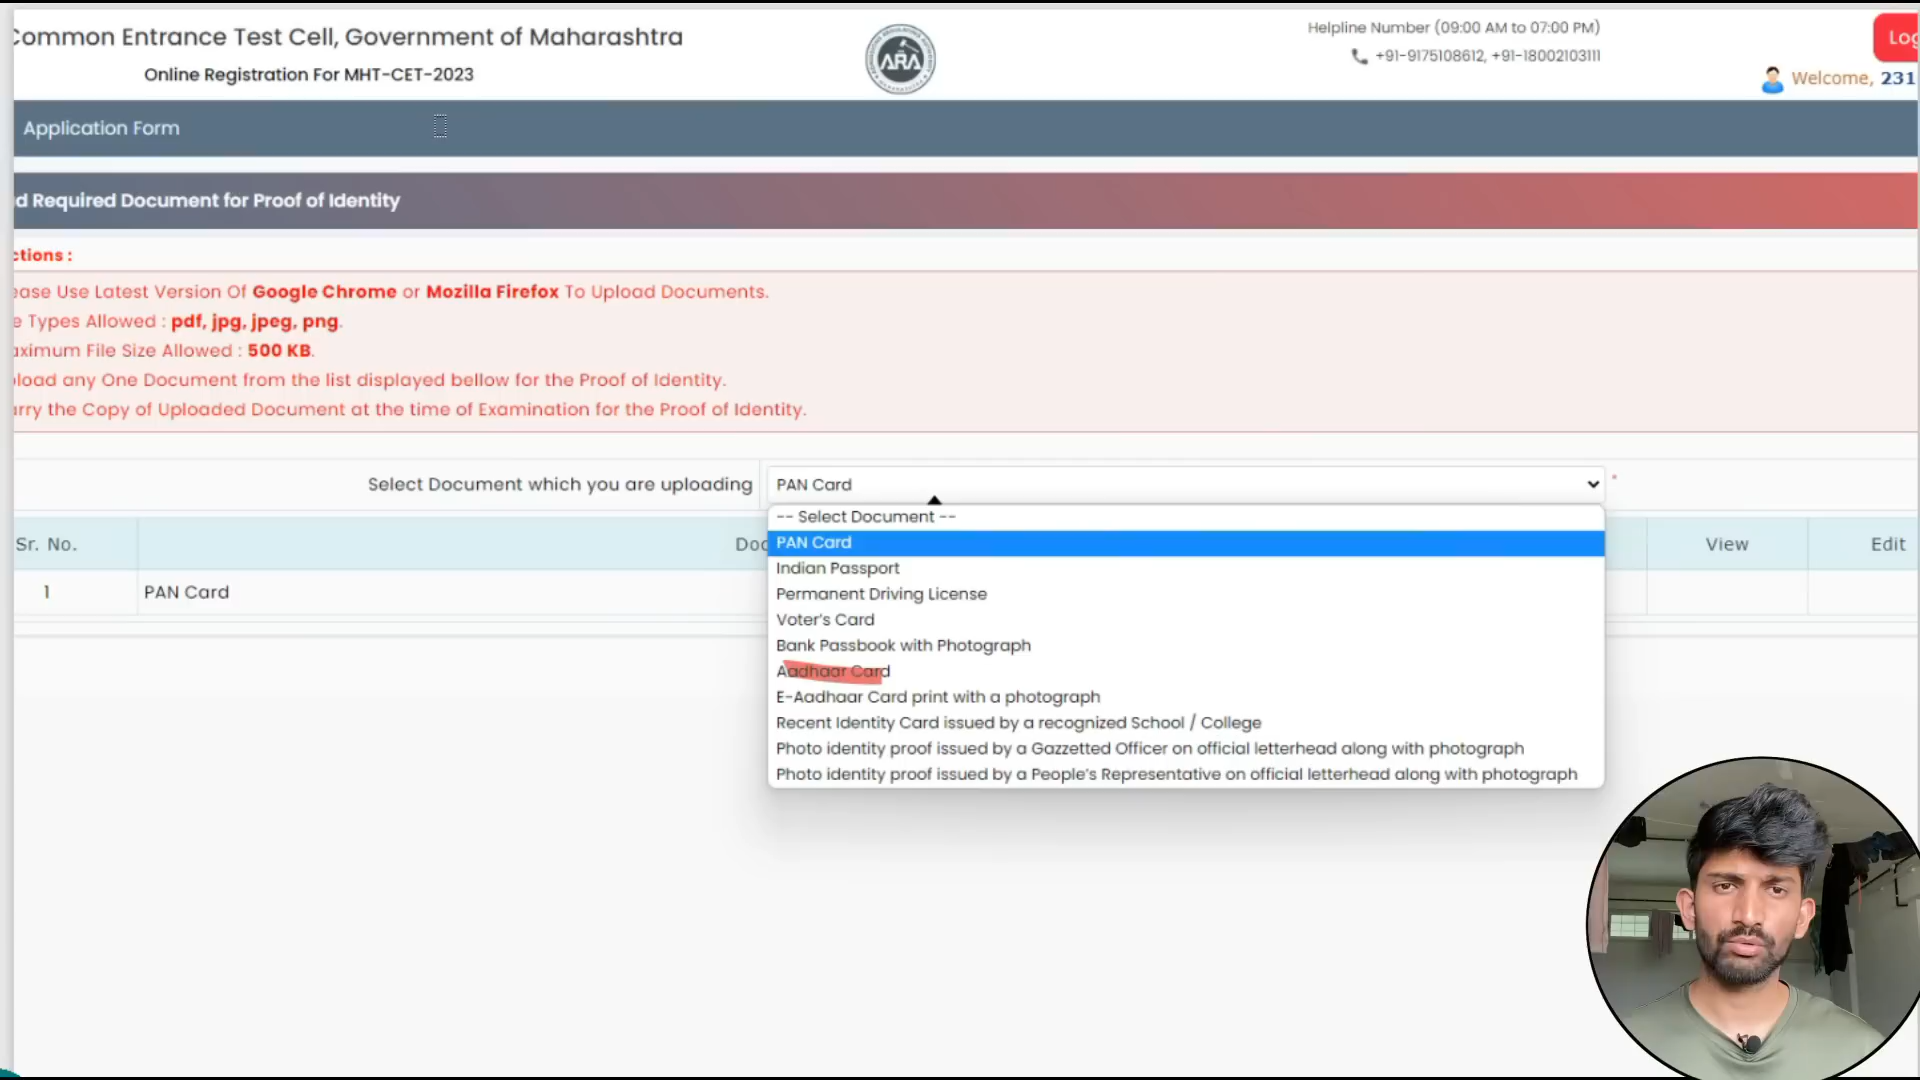 Common Entrance Test Cell, Government of Maharashtra
Online Registration For MHT-CET-2023
ARA
Helpline Number (09:00 AM to 07:00 PM)
+91-9175108612, +91-18002103111
Log
Welcome, 231
Application Form
d Required Document for Proof of Identity
ctions :
ease Use Latest Version Of Google Chrome or Mozilla Firefox To Upload Documents.
e Types Allowed : pdf, jpg, jpeg, png.
aximum File Size Allowed : 500 KB.
pload any One Document from the list displayed bellow for the Proof of Identity.
arry the Copy of Uploaded Document at the time of Examination for the Proof of Identity.
Select Document which you are uploading
PAN Card
*
-- Select Document --
PAN Card
Indian Passport
Permanent Driving License
Voter's Card
Bank Passbook with Photograph
Aadhaar Card
E-Aadhaar Card print with a photograph
Recent Identity Card issued by a recognized School / College
Photo identity proof issued by a Gazzetted Officer on official letterhead along with photograph
Photo identity proof issued by a People's Representative on official letterhead along with photograph
Sr. No.
Doc
View
Edit
1
PAN Card